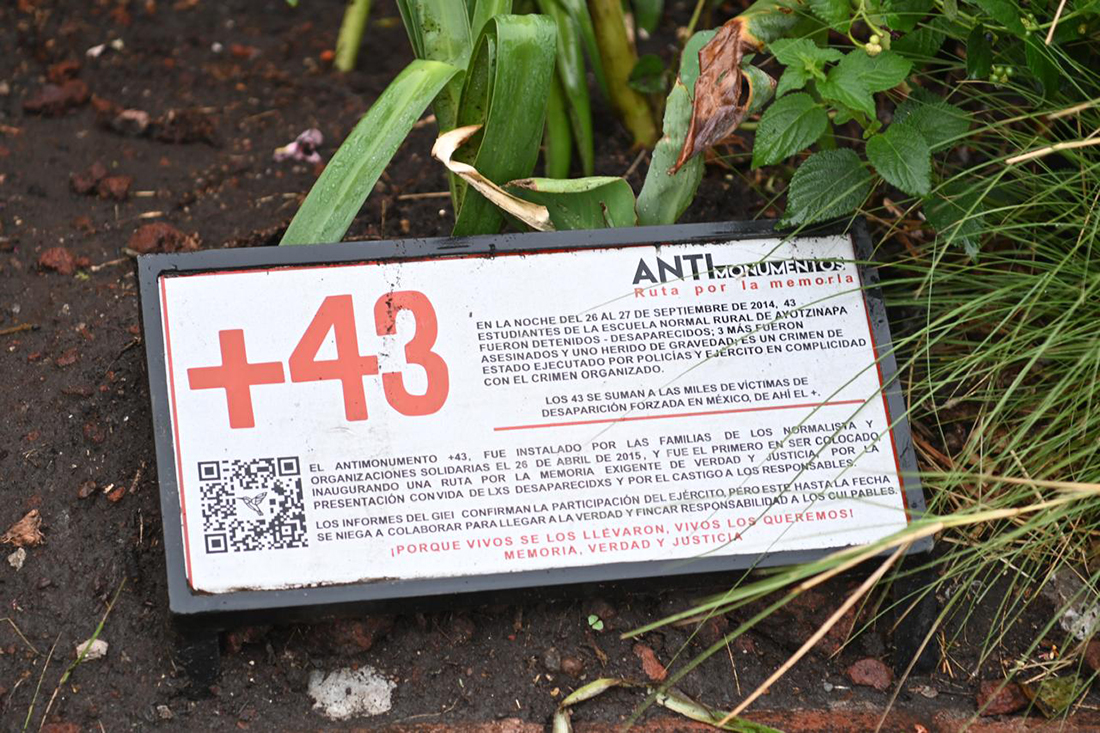 ANTIMONUMENTOS
Ruta por la memoria
+43
EN LA NOCHE DEL 26 AL 27 DE SEPTIEMBRE DE 2014, 43
ESTUDIANTES DE LA ESCUELA NORMAL RURAL DE AYOTZINAPA
FUERON DETENIDOS - DESAPARECIDOS; 3 MÁS FUERON
ASESINADOS Y UNO HERIDO DE GRAVEDAD: ES UN CRIMEN DE
ESTADO EJECUTADO POR POLICÍAS Y EJÉRCITO EN COMPLICIDAD
CON EL CRIMEN ORGANIZADO.
LOS 43 SE SUMAN A LAS MILES DE VÍCTIMAS DE
DESAPARICIÓN FORZADA EN MÉXICO, DE AHÍ EL +.
EL ANTIMONUMENTO +43, FUE INSTALADO POR LAS FAMILIAS DE LOS NORMALISTA Y
ORGANIZACIONES SOLIDARIAS EL 26 DE ABRIL DE 2015, Y FUE EL PRIMERO EN SER COLOCADO,
INAUGURANDO UNA RUTA POR LA MEMORIA EXIGENTE DE VERDAD Y JUSTICIA, POR LA
PRESENTACIÓN CON VIDA DE LXS DESAPARECIDXS Y POR EL CASTIGO A LOS RESPONSABLES.
LOS INFORMES DEL GIEI CONFIRMAN LA PARTICIPACIÓN DEL EJÉRCITO, PERO ESTE HASTA LA FECHA
SE NIEGA A COLABORAR PARA LLEGAR A LA VERDAD Y FINCAR RESPONSABILIDAD A LOS CULPABLES.
¡PORQUE VIVOS SE LOS LLEVARON, VIVOS LOS QUEREMOS!
MEMORIA, VERDAD Y JUSTICIA